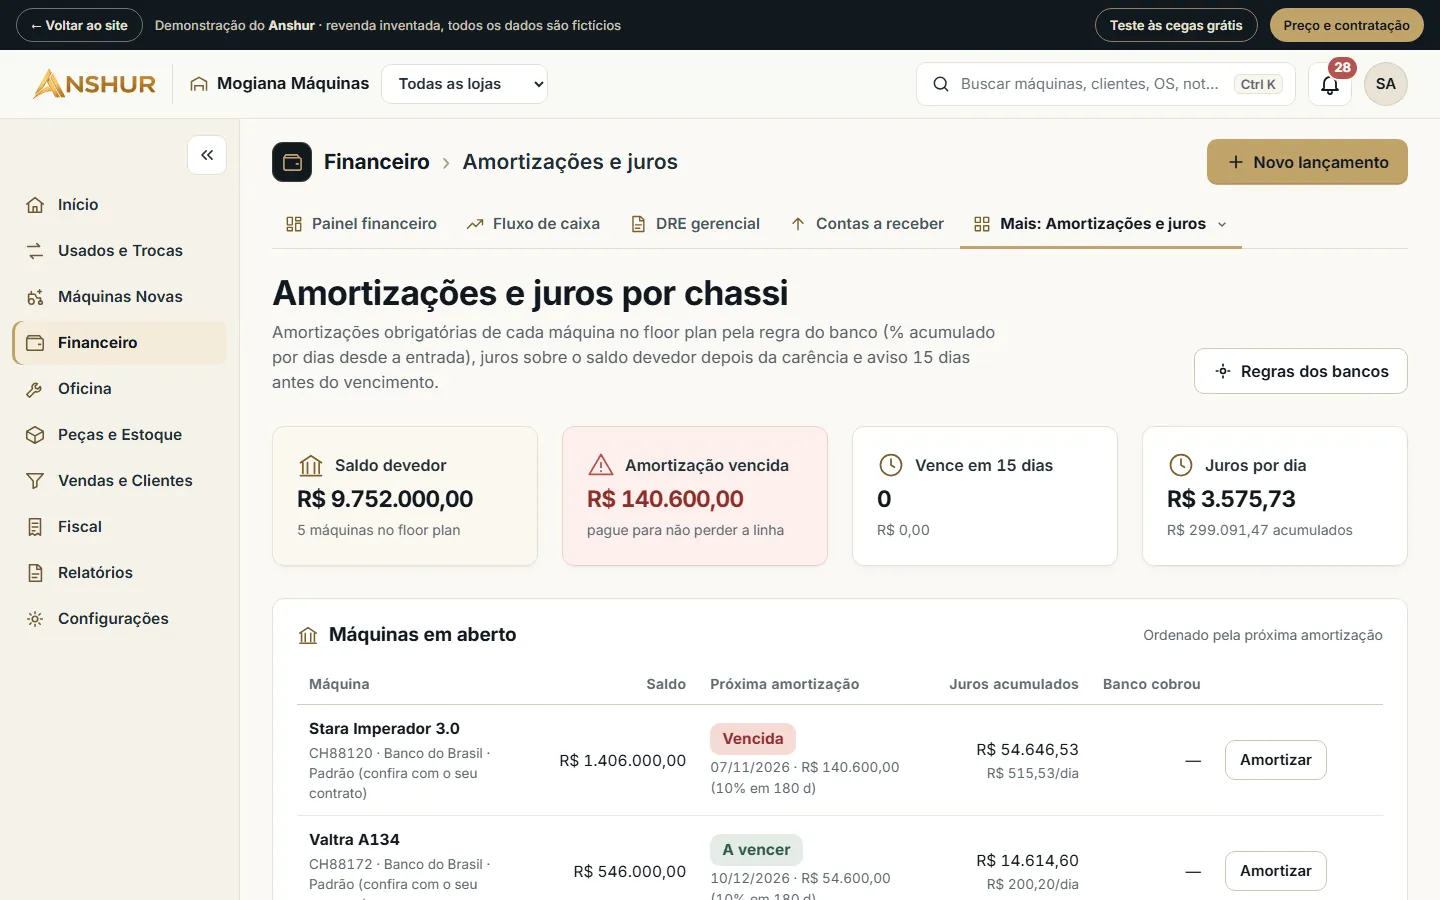 ← Voltar ao site
Demonstração do Anshur · revenda inventada, todos os dados são fictícios
Teste às cegas grátis
Preço e contratação
ANSHUR
Mogiana Máquinas
Todas as lojas
Buscar máquinas, clientes, OS, not...
Ctrl K
28
SA
Início
Usados e Trocas
Máquinas Novas
Financeiro
Oficina
Peças e Estoque
Vendas e Clientes
Fiscal
Relatórios
Configurações
Financeiro › Amortizações e juros
+ Novo lançamento
Painel financeiro
Fluxo de caixa
DRE gerencial
Contas a receber
Mais: Amortizações e juros
Amortizações e juros por chassi
Amortizações obrigatórias de cada máquina no floor plan pela regra do banco (% acumulado
por dias desde a entrada), juros sobre o saldo devedor depois da carência e aviso 15 dias
antes do vencimento.
Regras dos bancos
Saldo devedor
R$ 9.752.000,00
5 máquinas no floor plan
Amortização vencida
R$ 140.600,00
pague para não perder a linha
Vence em 15 dias
0
R$ 0,00
Juros por dia
R$ 3.575,73
R$ 299.091,47 acumulados
Máquinas em aberto
Ordenado pela próxima amortização
Máquina Saldo Próxima amortização Juros acumulados Banco cobrou
Stara Imperador 3.0
CH88120 · Banco do Brasil ·
Padrão (confira com o seu
contrato)
R$ 1.406.000,00
Vencida
07/11/2026 · R$ 140.600,00
(10% em 180 d)
R$ 54.646,53
R$ 515,53/dia
—
Amortizar
Valtra A134
CH88172 · Banco do Brasil ·
Padrão (confira com o seu
R$ 546.000,00
A vencer
10/12/2026 · R$ 54.600,00
(10% em 180 d)
R$ 14.614,60
R$ 200,20/dia
—
Amortizar